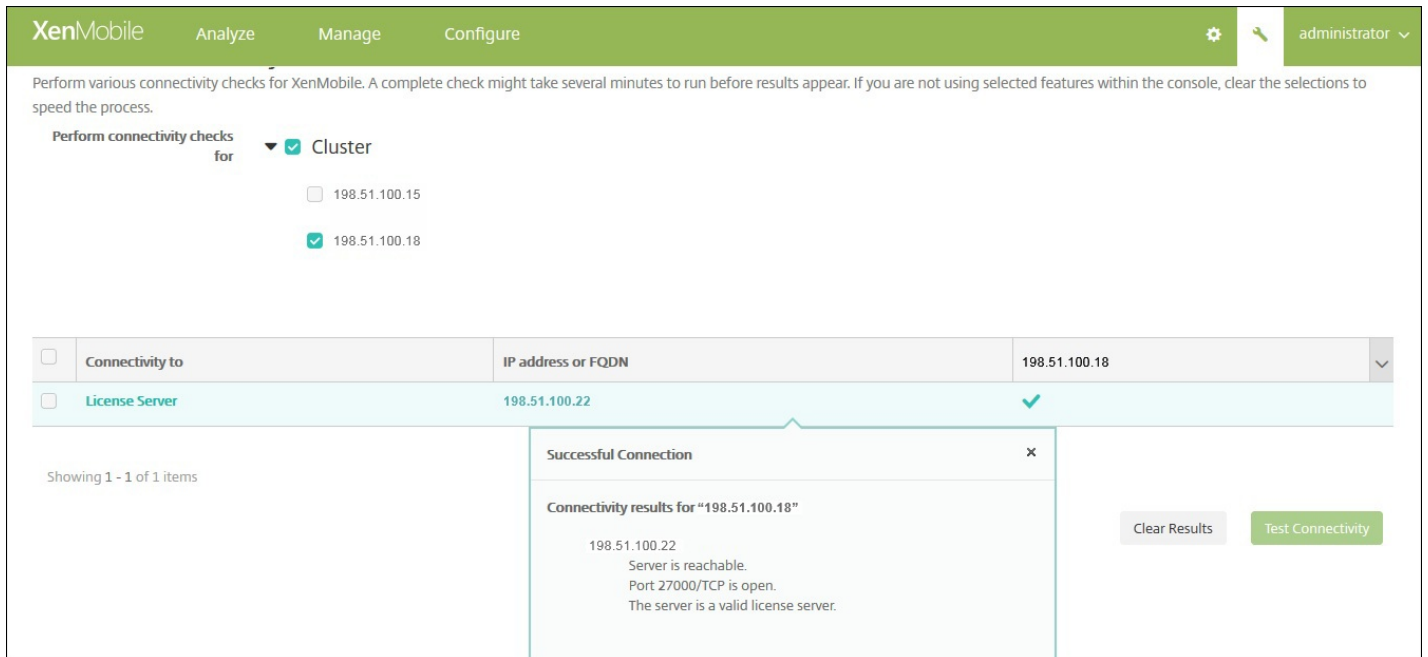 XenMobile Analyze Manage Configure administrator
Perform various connectivity checks for XenMobile. A complete check might take several minutes to run before results appear. If you are not using selected features within the console, clear the selections to
speed the process.
Perform connectivity checks
for
Cluster
198.51.100.15
198.51.100.18
Connectivity to IP address or FQDN 198.51.100.18
License Server 198.51.100.22
Successful Connection ×
Showing 1 - 1 of 1 items
Connectivity results for “198.51.100.18”
Clear Results Test Connectivity
198.51.100.22
Server is reachable.
Port 27000/TCP is open.
The server is a valid license server.